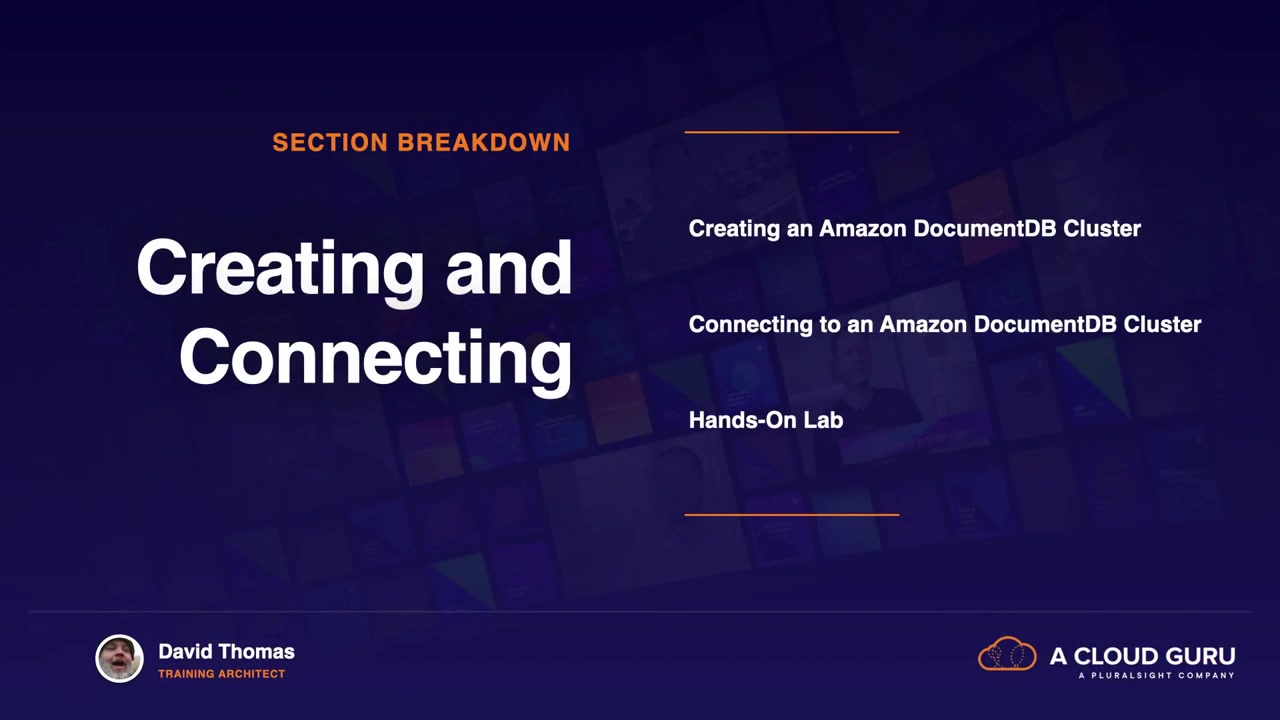 SECTION BREAKDOWN
Creating and
Connecting
Creating an Amazon DocumentDB Cluster
Connecting to an Amazon DocumentDB Cluster
Hands-On Lab
David Thomas
TRAINING ARCHITECT
A CLOUD GURU
A PLURALSIGHT COMPANY